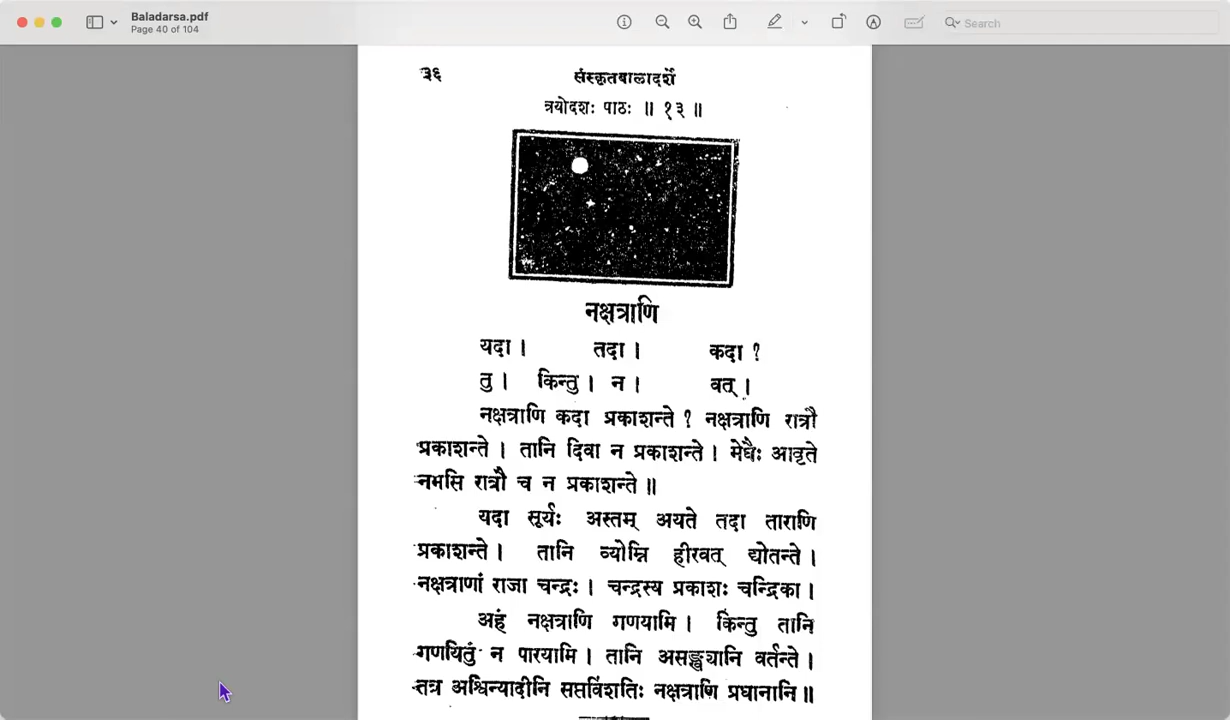 Baladarsa.pdf
Page 40 of 104
Search
३६ संस्कृतबालादर्शे
त्रयोदशः पाठः ॥ १३ ॥
नक्षत्राणि
यदा । तदा । कदा ?
तु । किन्तु । न । वत् ।
नक्षत्राणि कदा प्रकाशन्ते ? नक्षत्राणि रात्रौ
प्रकाशन्ते । तानि दिवा न प्रकाशन्ते । मेघैः आवृते
नभसि रात्रौ च न प्रकाशन्ते ॥
यदा सूर्यः अस्तम् अयते तदा ताराणि
प्रकाशन्ते । तानि व्योम्नि हीरवत् द्योतन्ते ।
नक्षत्राणां राजा चन्द्रः । चन्द्रस्य प्रकाशः चन्द्रिका ।
अहं नक्षत्राणि गणयामि । किन्तु तानि
गणयितुं न पारयामि । तानि असङ्ख्यानि वर्तन्ते ।
तत्र अश्विन्यादीनि सप्तविंशतिः नक्षत्राणि प्रधानानि ॥